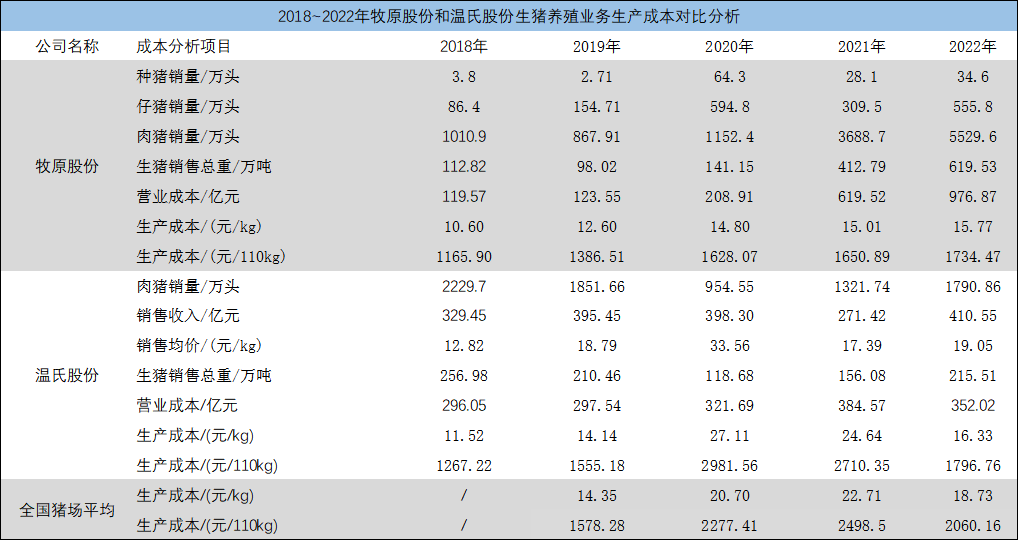 2018~2022年牧原股份和温氏股份生猪养殖业务生产成本对比分析
公司名称 成本分析项目 2018年 2019年 2020年 2021年 2022年
种猪销量/万头 3.8 2.71 64.3 28.1 34.6
仔猪销量/万头 86.4 154.71 594.8 309.5 555.8
肉猪销量/万头 1010.9 867.91 1152.4 3688.7 5529.6
牧原股份 生猪销售总重/万吨 112.82 98.02 141.15 412.79 619.53
营业成本/亿元 119.57 123.55 208.91 619.52 976.87
生产成本/(元/kg) 10.60 12.60 14.80 15.01 15.77
生产成本/(元/110kg) 1165.90 1386.51 1628.07 1650.89 1734.47
肉猪销量/万头 2229.7 1851.66 954.55 1321.74 1790.86
销售收入/亿元 329.45 395.45 398.30 271.42 410.55
销售均价/(元/kg) 12.82 18.79 33.56 17.39 19.05
温氏股份 生猪销售总重/万吨 256.98 210.46 118.68 156.08 215.51
营业成本/亿元 296.05 297.54 321.69 384.57 352.02
生产成本/(元/kg) 11.52 14.14 27.11 24.64 16.33
生产成本/(元/110kg) 1267.22 1555.18 2981.56 2710.35 1796.76
全国猪场平均 生产成本/(元/kg) / 14.35 20.70 22.71 18.73
生产成本/(元/110kg) / 1578.28 2277.41 2498.5 2060.16